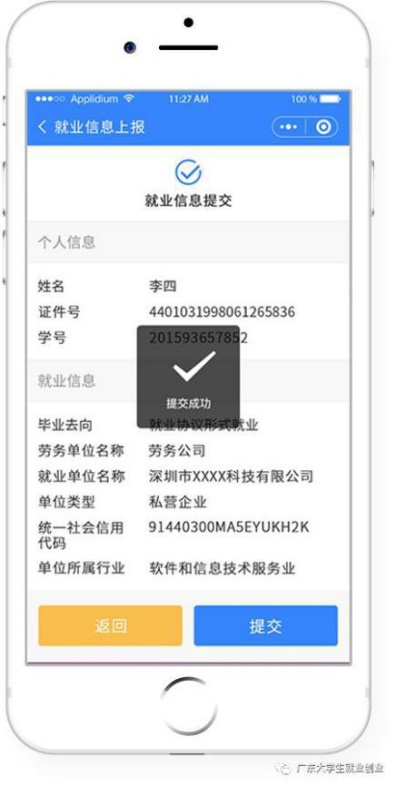 Applidium
11:27 AM
100 %
就业信息上报
就业信息提交
个人信息
姓名 李四
证件号 4401031998061265836
学号 201593657852
就业信息
提交成功
毕业去向 就业协议形式就业
劳务单位名称 劳务公司
就业单位名称 深圳市XXXX科技有限公司
单位类型 私营企业
统一社会信用 91440300MA5EYUKH2K
代码
单位所属行业 软件和信息技术服务业
返回 提交
广东大学生就业创业